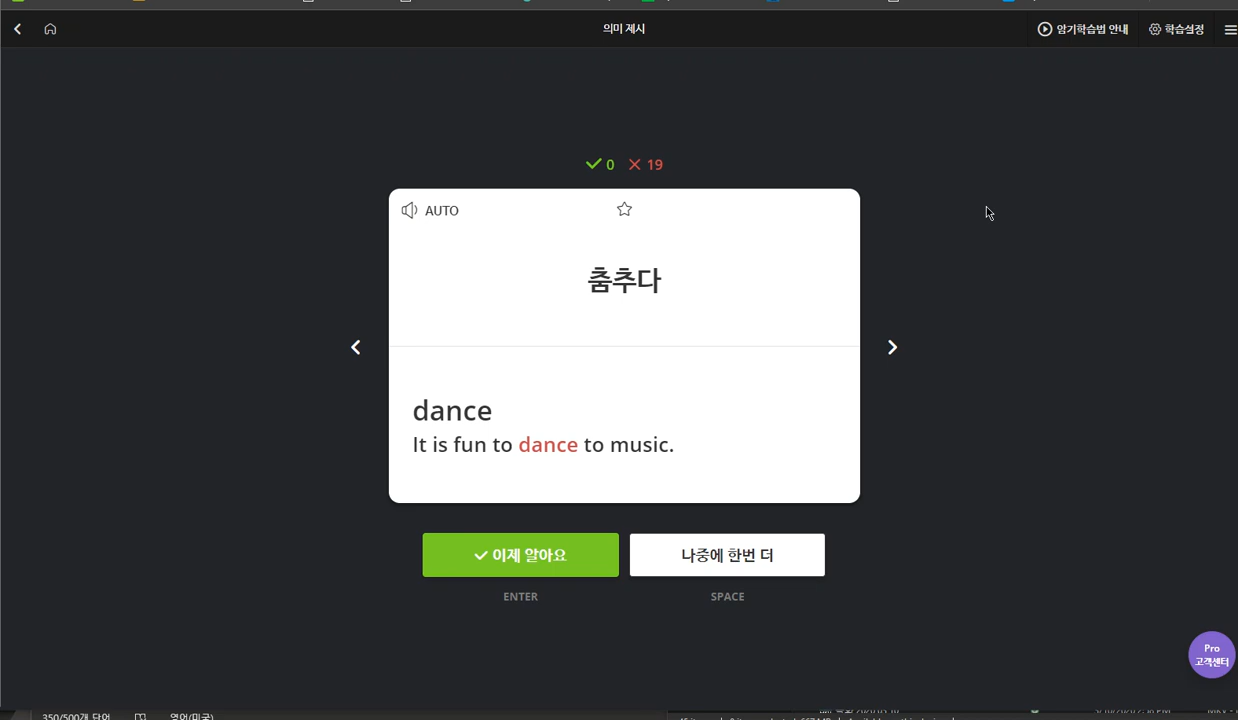 의미 제시
암기학습법 안내
학습설정
0
19
AUTO
춤추다
dance
It is fun to dance to music.
이제 알아요
나중에 한번 더
ENTER
SPACE
Pro
고객센터
350/500개 단어
영어(미국)